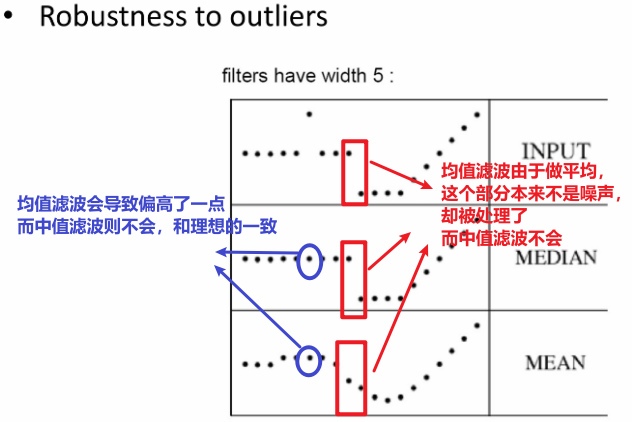 • Robustness to outliers
filters have width 5 :
INPUT
均值滤波由于做平均，
这个部分本来不是噪声，
却被处理了
而中值滤波不会
均值滤波会导致偏高了一点
而中值滤波则不会，和理想的一致
MEDIAN
MEAN